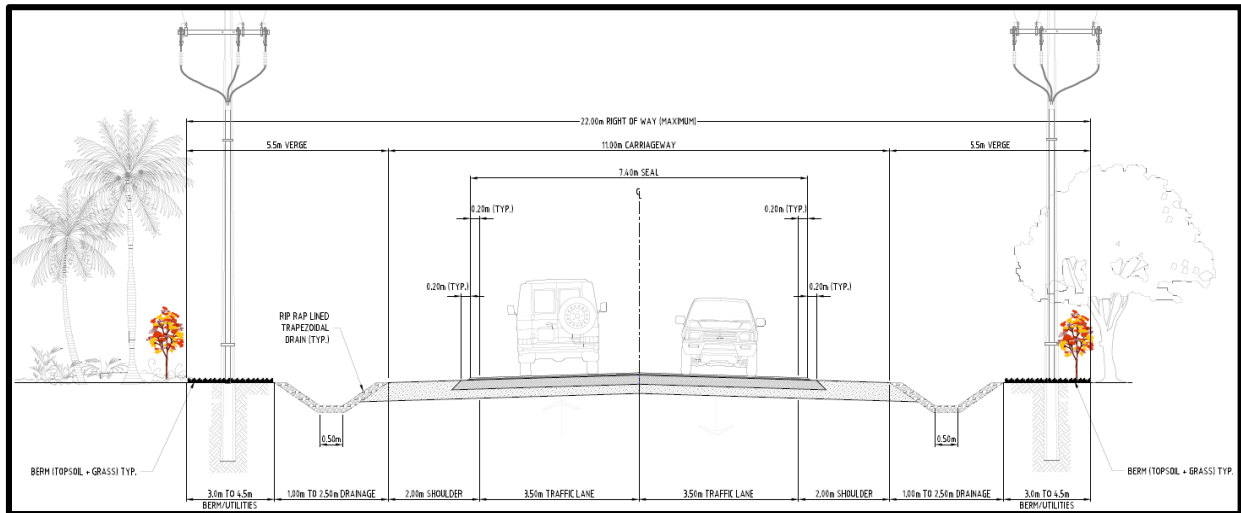 22.00m RIGHT OF WAY (MAXIMUM)
5.5m VERGE
11.00m CARRIAGEWAY
5.5m VERGE
7.40m SEAL
℄
0.20m (TYP.)
0.20m (TYP.)
0.20m (TYP.)
0.20m (TYP.)
RIP RAP LINED
TRAPEZOIDAL
DRAIN (TYP.)
0.50m
0.50m
BERM (TOPSOIL + GRASS) TYP.
BERM (TOPSOIL + GRASS) TYP.
3.0m TO 4.5m
BERM/UTILITIES
1.00m TO 2.50m DRAINAGE
2.00m SHOULDER
3.50m TRAFFIC LANE
3.50m TRAFFIC LANE
2.00m SHOULDER
1.00m TO 2.50m DRAINAGE
3.0m TO 4.5m
BERM/UTILITIES